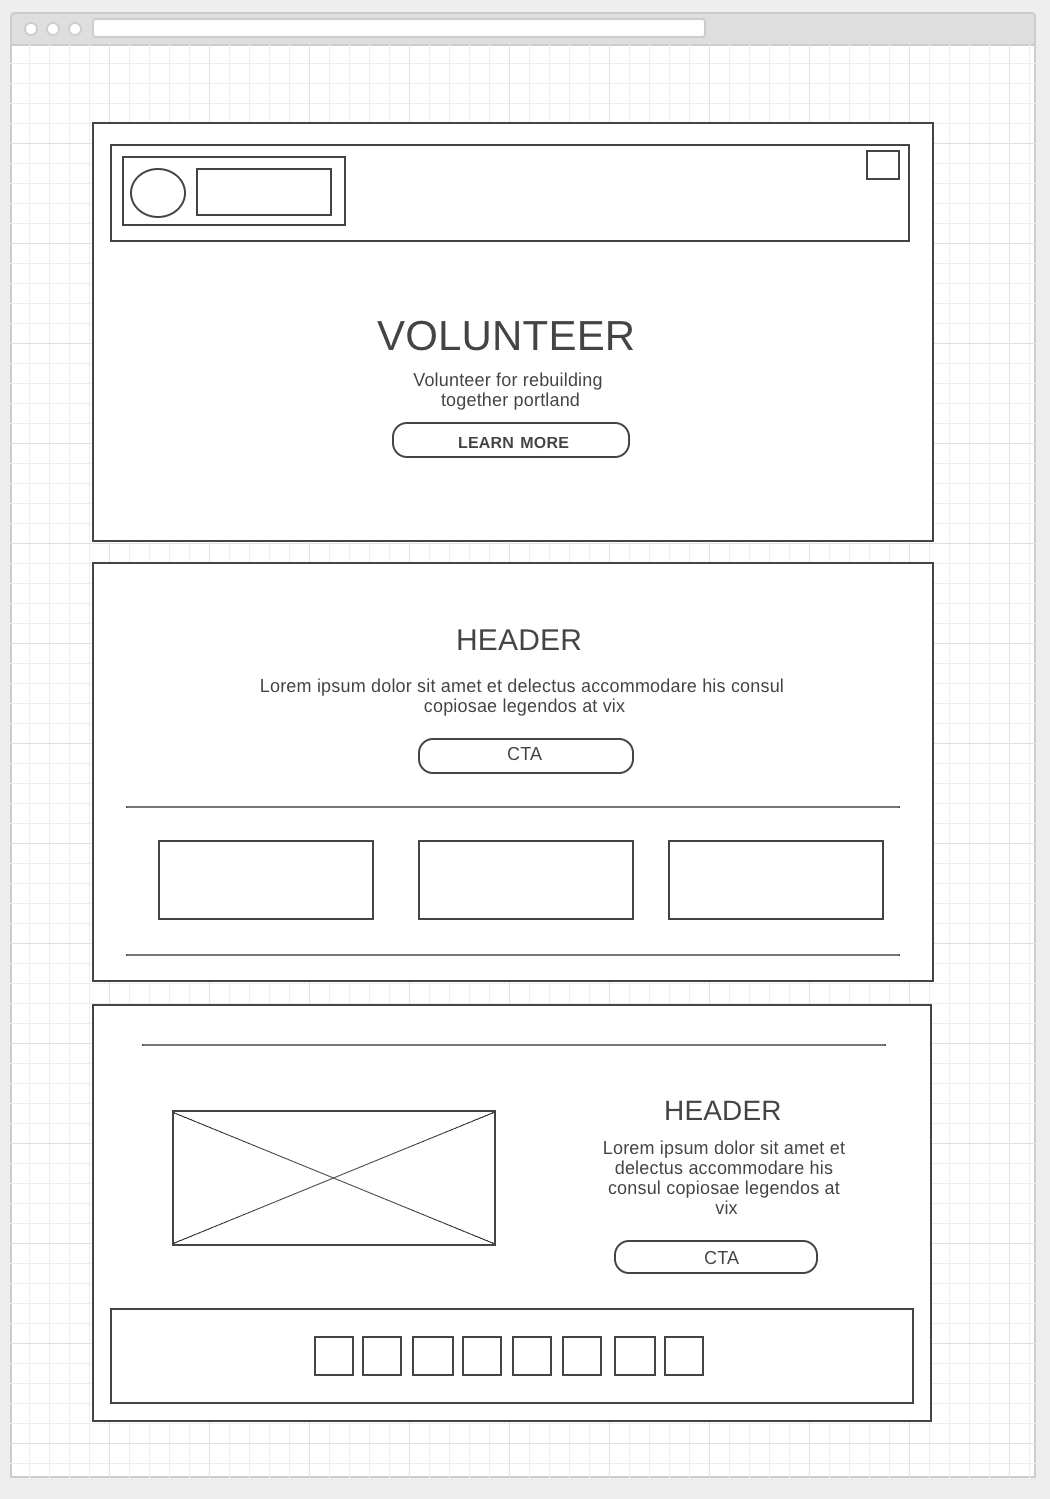 VOLUNTEER
Volunteer for rebuilding
together portland
LEARN MORE
HEADER
Lorem ipsum dolor sit amet et delectus accommodare his consul
copiosae legendos at vix
CTA
HEADER
Lorem ipsum dolor sit amet et
delectus accommodare his
consul copiosae legendos at
vix
CTA